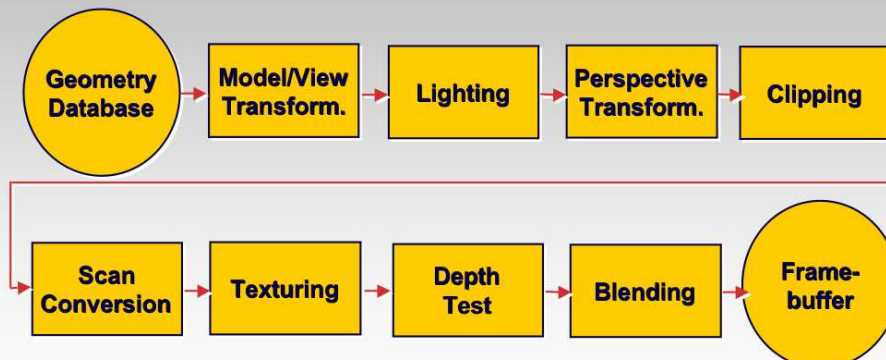 Geometry
Database
Model/View
Transform.
Lighting
Perspective
Transform.
Clipping
Scan
Conversion
Texturing
Depth
Test
Blending
Frame-
buffer